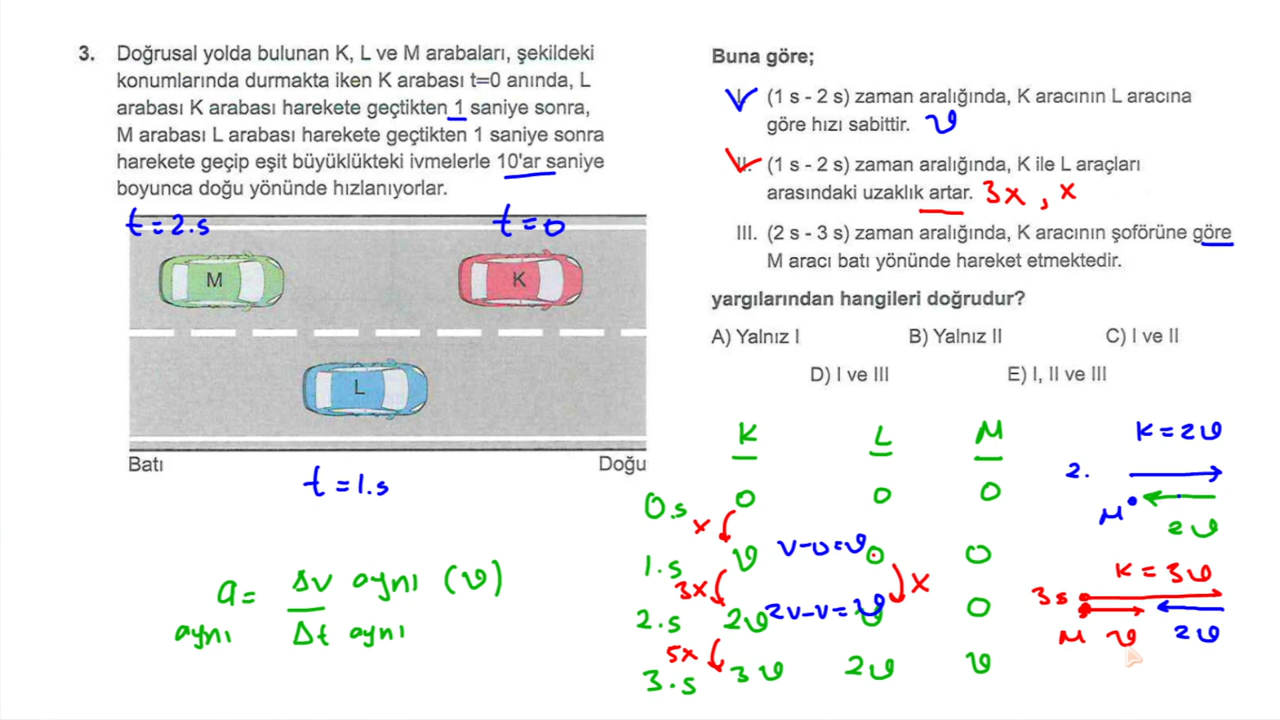 3. Doğrusal yolda bulunan K, L ve M arabaları, şekildeki
konumlarında durmakta iken K arabası t=0 anında, L
arabası K arabası harekete geçtikten 1 saniye sonra,
M arabası L arabası harekete geçtikten 1 saniye sonra
harekete geçip eşit büyüklükteki ivmelerle 10'ar saniye
boyunca doğu yönünde hızlanıyorlar.
t=2.s
t=0
M
K
L
Batı
Doğu
t=1.s
a= Δv aynı (v)
aynı Δt aynı
Buna göre;
I. (1 s - 2 s) zaman aralığında, K aracının L aracına
göre hızı sabittir. v
II. (1 s - 2 s) zaman aralığında, K ile L araçları
arasındaki uzaklık artar. 3x, x
III. (2 s - 3 s) zaman aralığında, K aracının şoförüne göre
M aracı batı yönünde hareket etmektedir.
yargılarından hangileri doğrudur?
A) Yalnız I B) Yalnız II C) I ve II
D) I ve III E) I, II ve III
K L M
0.s 0 0 0
x
1.s v v-0=v 0 0
3x x
2.s 2v 2v-v=v v 0
5x
3.s 3v 2v v
K=2v
2.
M
2v
K=3v
3s
M v 2v